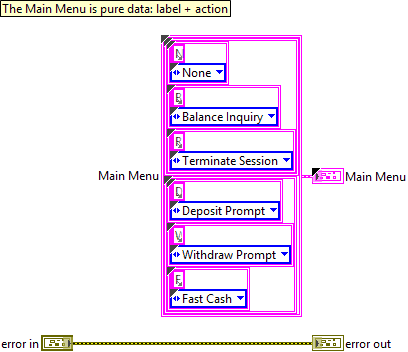 The Main Menu is pure data: label + action
None
Balance Inquiry
Terminate Session
Main Menu
Main Menu
Deposit Prompt
Withdraw Prompt
Fast Cash
error in
error out